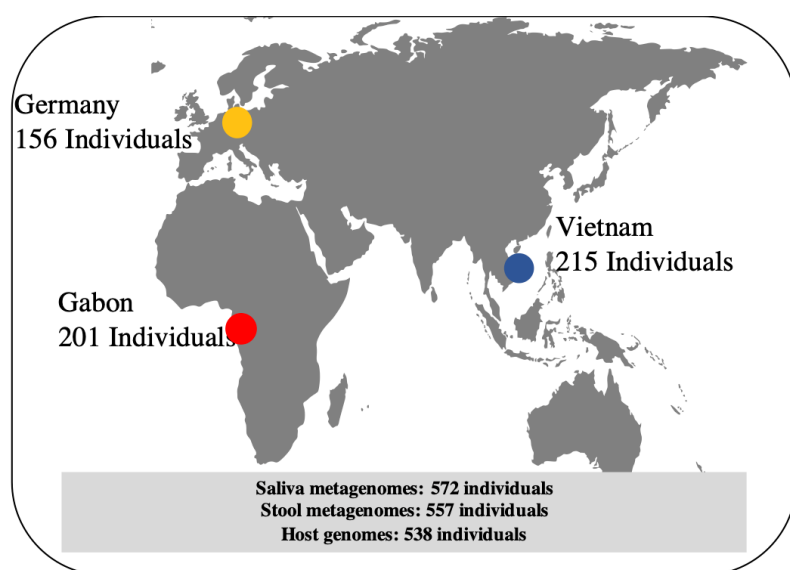 Germany
156 Individuals
Vietnam
215 Individuals
Gabon
201 Individuals
Saliva metagenomes: 572 individuals
Stool metagenomes: 557 individuals
Host genomes: 538 individuals